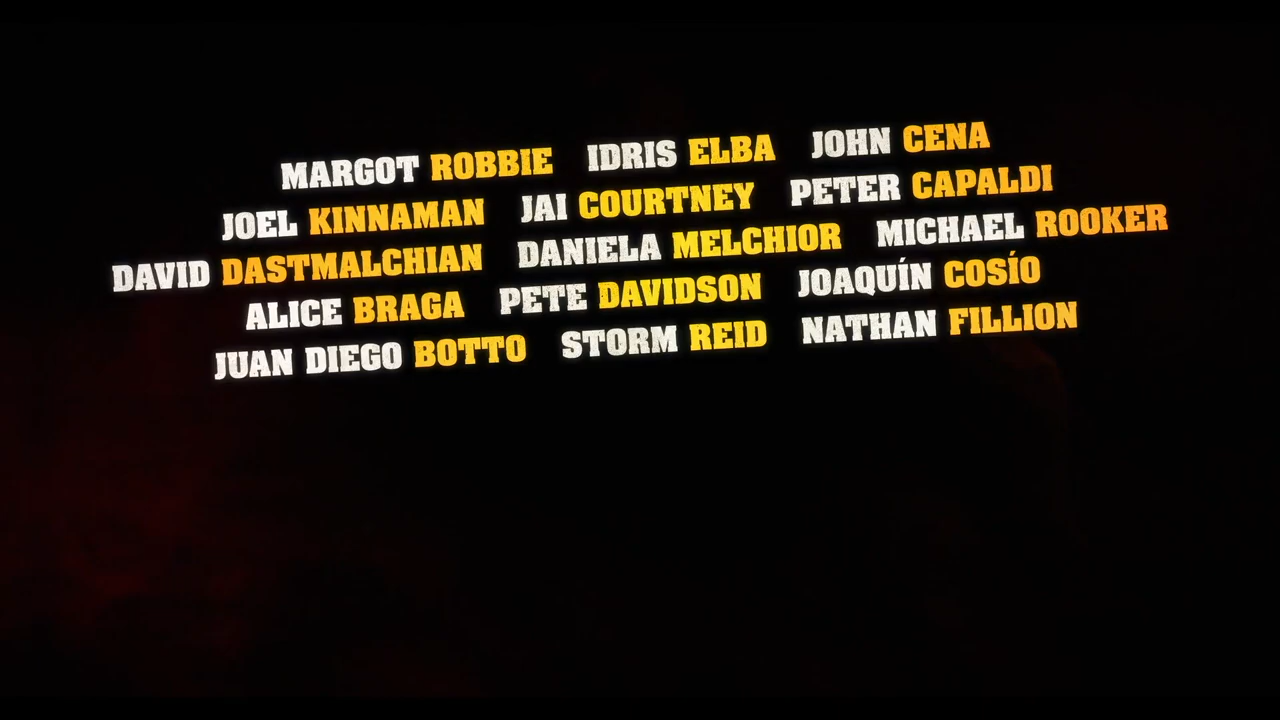 MARGOT ROBBIE IDRIS ELBA JOHN CENA
JOEL KINNAMAN JAI COURTNEY PETER CAPALDI
DAVID DASTMALCHIAN DANIELA MELCHIOR MICHAEL ROOKER
ALICE BRAGA PETE DAVIDSON JOAQUÍN COSÍO
JUAN DIEGO BOTTO STORM REID NATHAN FILLION